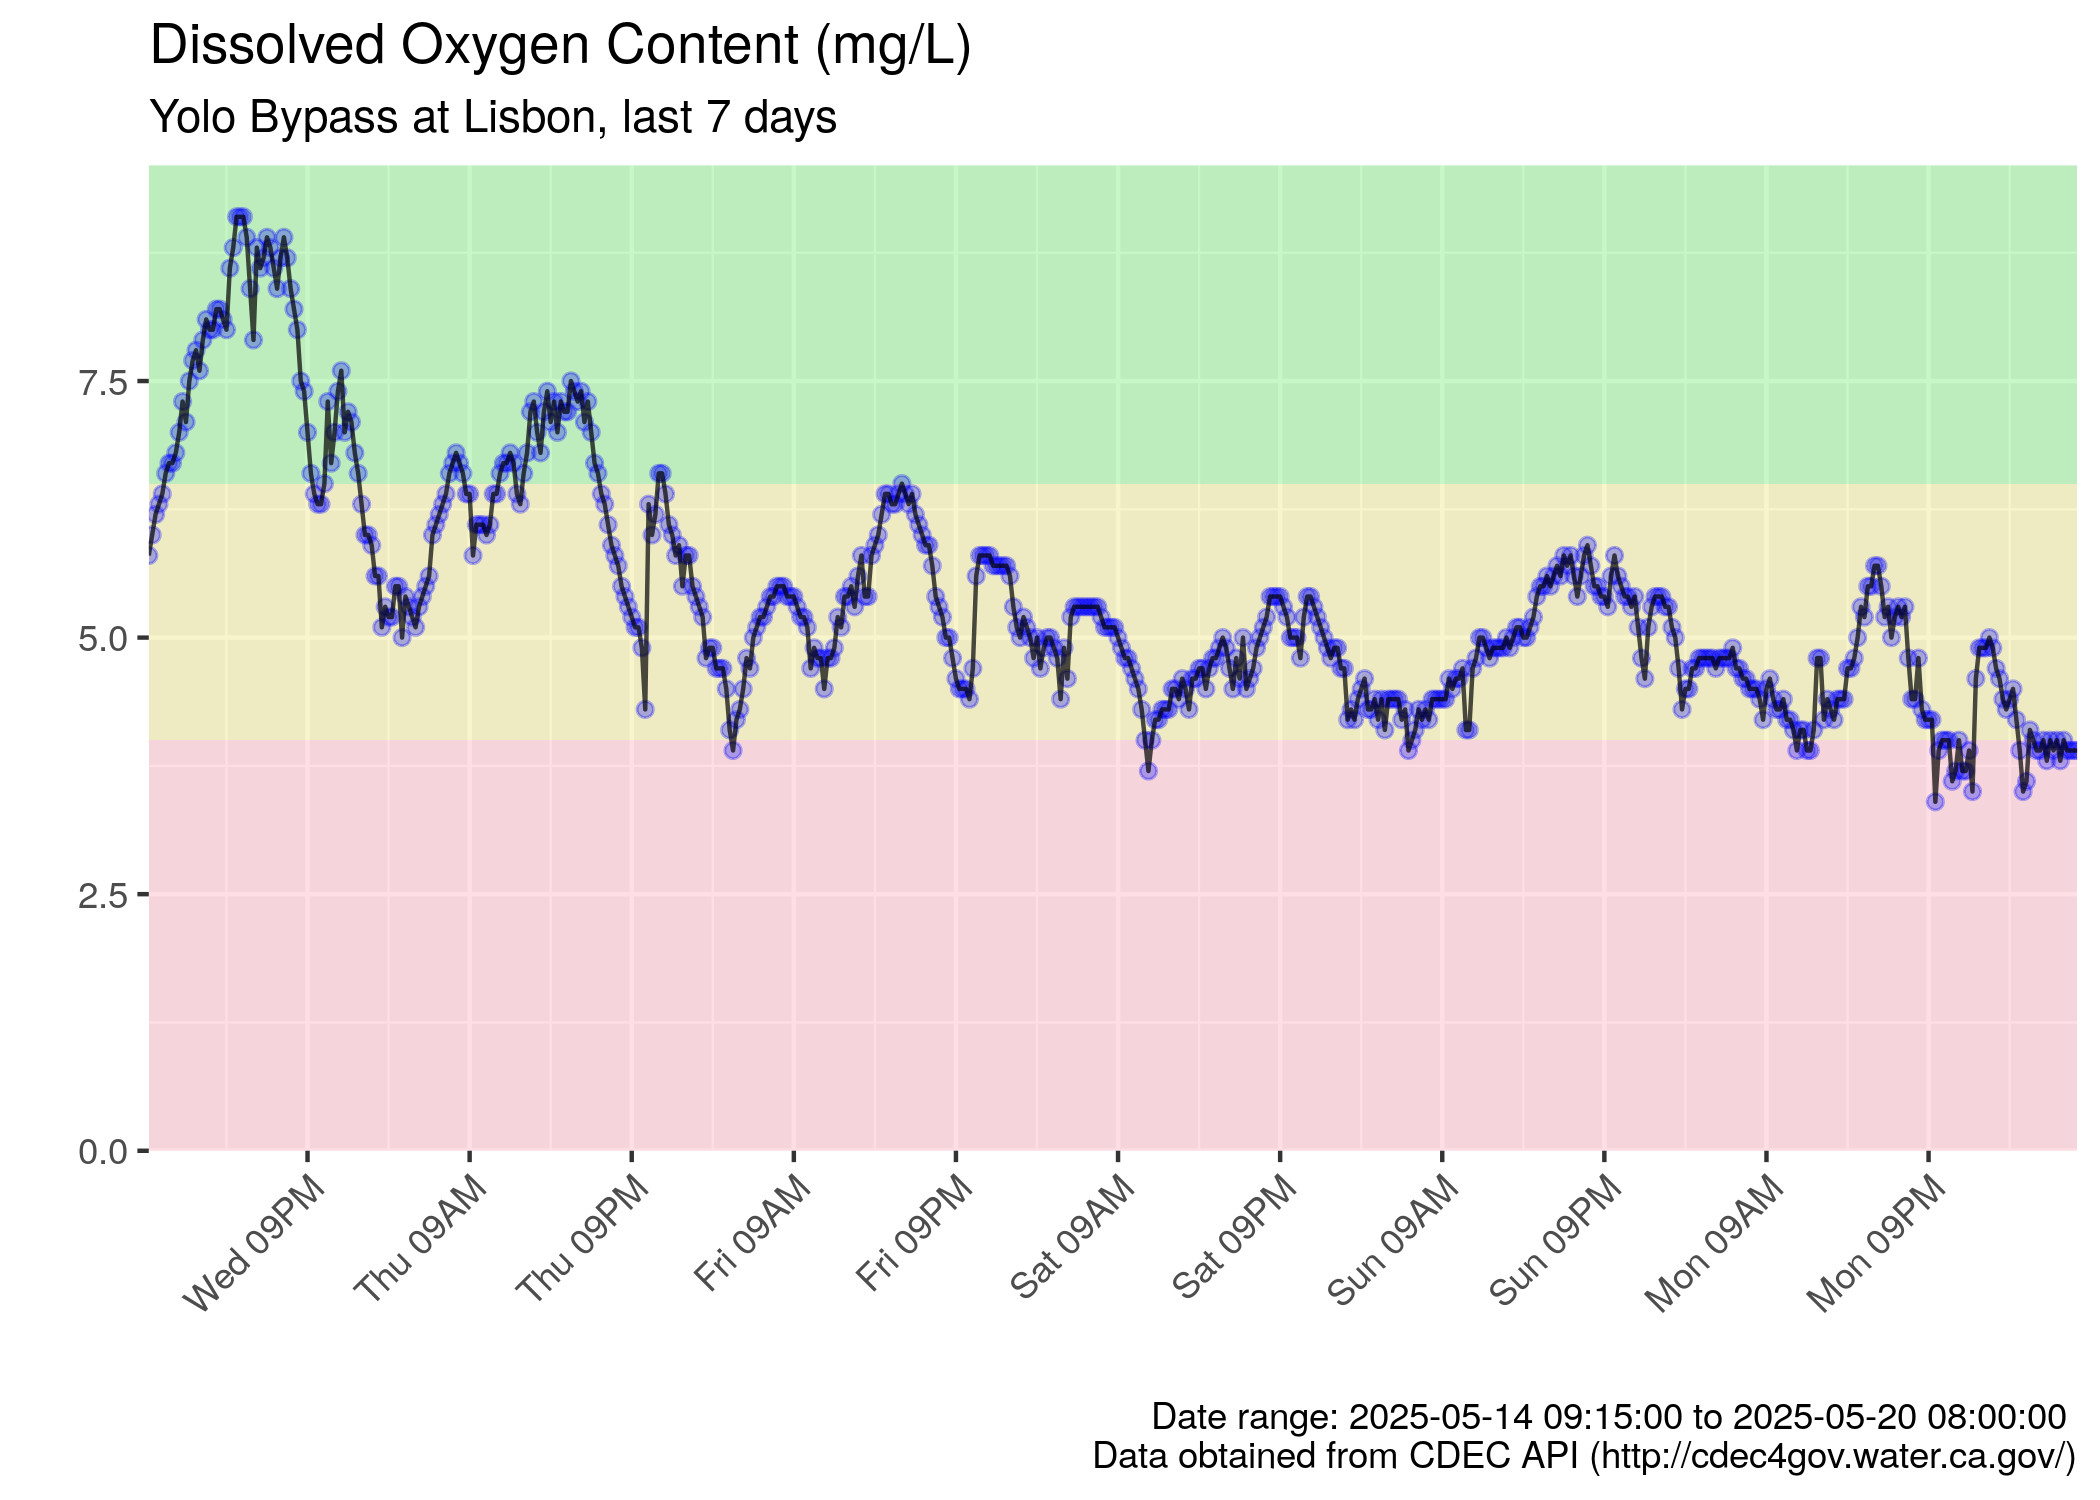 Dissolved Oxygen Content (mg/L)
Yolo Bypass at Lisbon, last 7 days
7.5
5.0
2.5
0.0
Wed 09PM
Thu 09AM
Thu 09PM
Fri 09AM
Fri 09PM
Sat 09AM
Sat 09PM
Sun 09AM
Sun 09PM
Mon 09AM
Mon 09PM
Date range: 2025-05-14 09:15:00 to 2025-05-20 08:00:00
Data obtained from CDEC API (http://cdec4gov.water.ca.gov/)